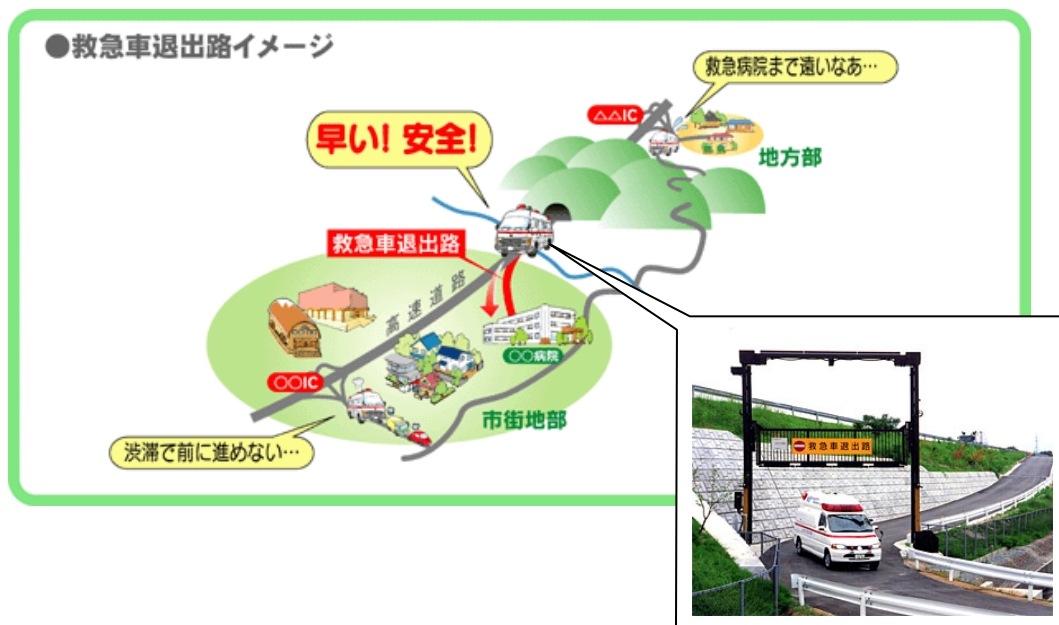 ●救急車退出路イメージ
救急病院まで遠いなあ…
△△IC
早い! 安全!
地方部
救急車退出路
高速道路
○○病院
○○IC
市街地部
渋滞で前に進めない…
救急車退出路